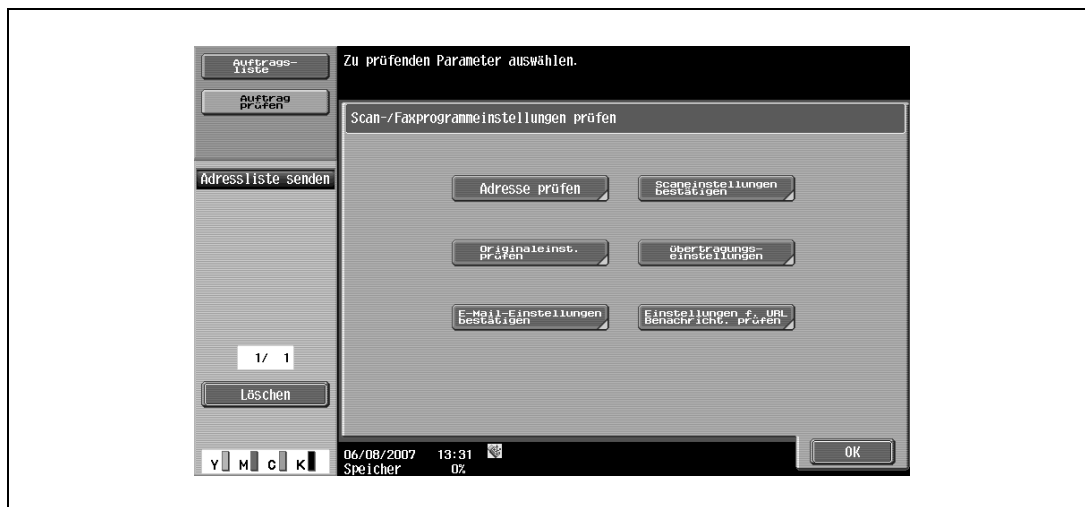 Auftrags-
liste
Auftrag
prüfen
Adressliste senden
1/ 1
Löschen
Y M C K
Zu prüfenden Parameter auswählen.
Scan-/Faxprogrammeinstellungen prüfen
Adresse prüfen
Scaneinstellungen
bestätigen
Originaleinst.
prüfen
Übertragungs-
einstellungen
E-Mail-Einstellungen
bestätigen
Einstellungen f. URL
Benachricht. prüfen
06/08/2007 13:31
Speicher 0%
OK